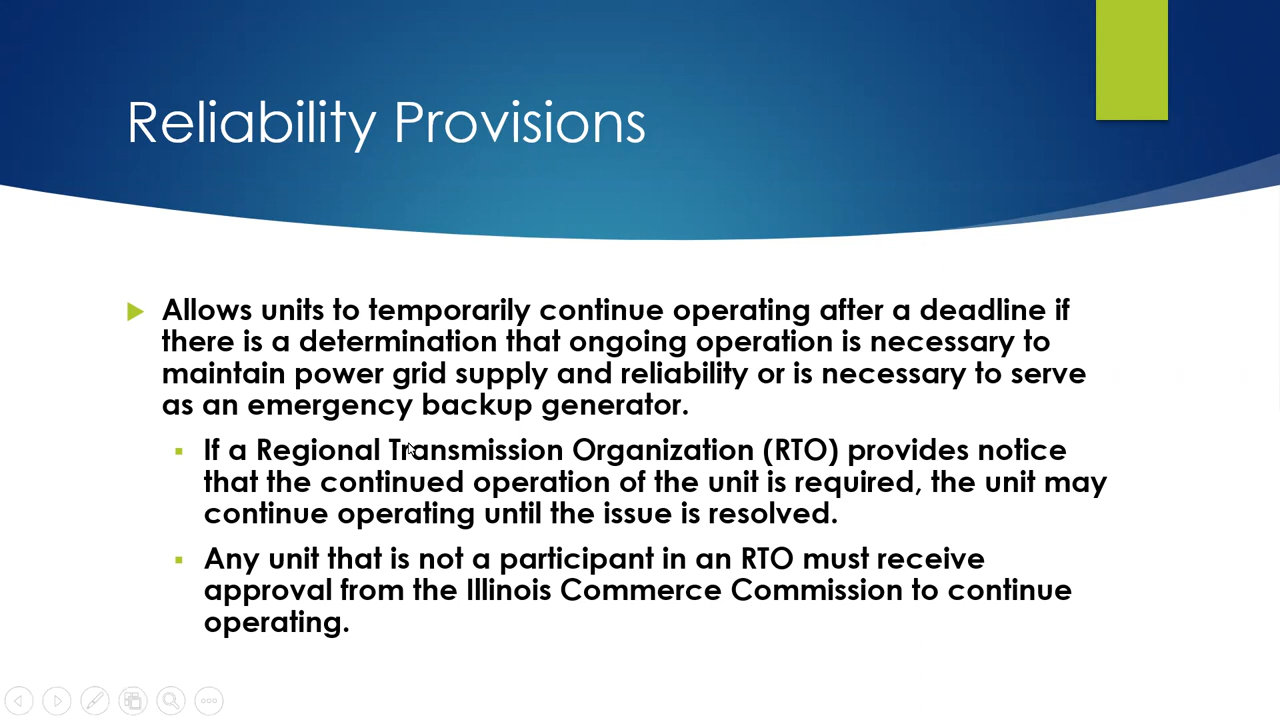 Reliability Provisions
Allows units to temporarily continue operating after a deadline if
there is a determination that ongoing operation is necessary to
maintain power grid supply and reliability or is necessary to serve
as an emergency backup generator.
If a Regional Transmission Organization (RTO) provides notice
that the continued operation of the unit is required, the unit may
continue operating until the issue is resolved.
Any unit that is not a participant in an RTO must receive
approval from the Illinois Commerce Commission to continue
operating.